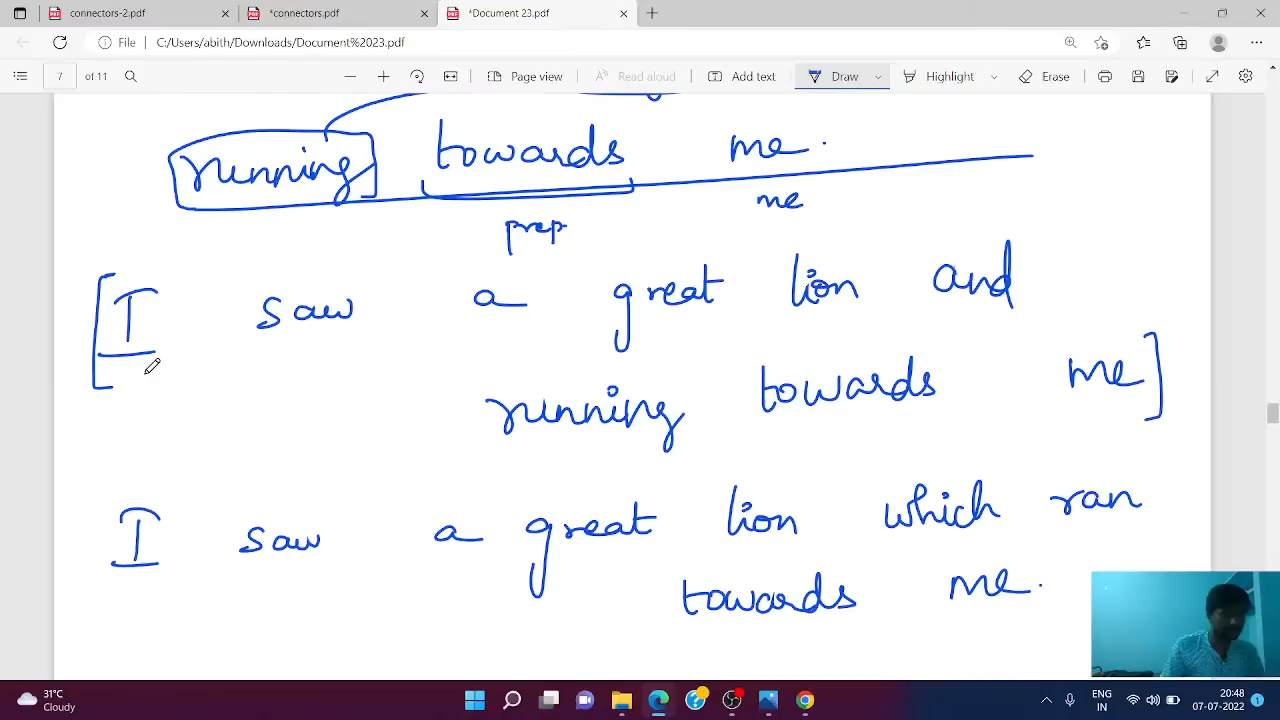 connectors-2.pdf
*connectors.pdf
*Document 23.pdf
File C:/Users/abith/Downloads/Document%2023.pdf
7 of 11
Page view
Read aloud
Add text
Draw
Highlight
Erase
running towards me.
prep
me
[I saw a great lion and
running towards me]
I saw a great lion which ran
towards me.
31°C
Cloudy
ENG
IN
20:48
07-07-2022